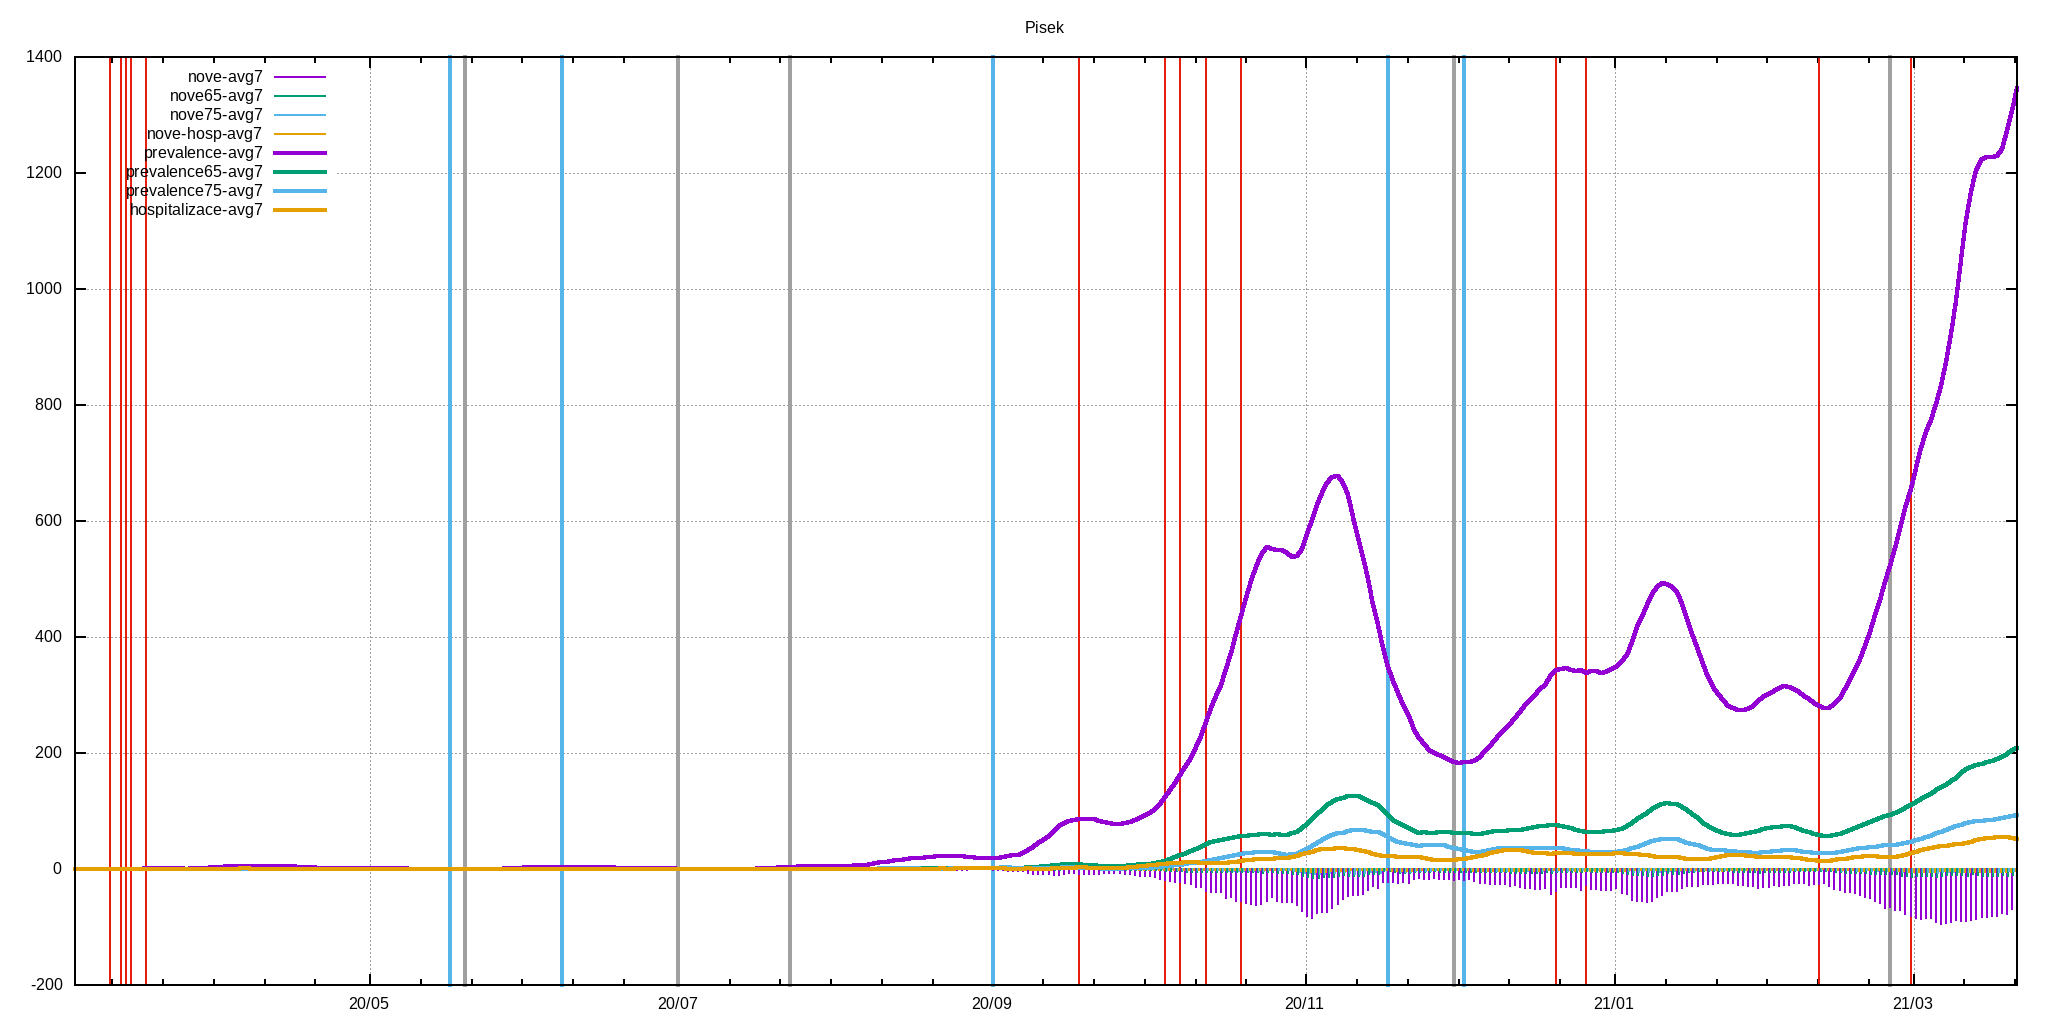 Pisek
1400
1200
1000
800
600
400
200
0
-200
nove-avg7
nove65-avg7
nove75-avg7
nove-hosp-avg7
prevalence-avg7
prevalence65-avg7
prevalence75-avg7
hospitalizace-avg7
20/05
20/07
20/09
20/11
21/01
21/03